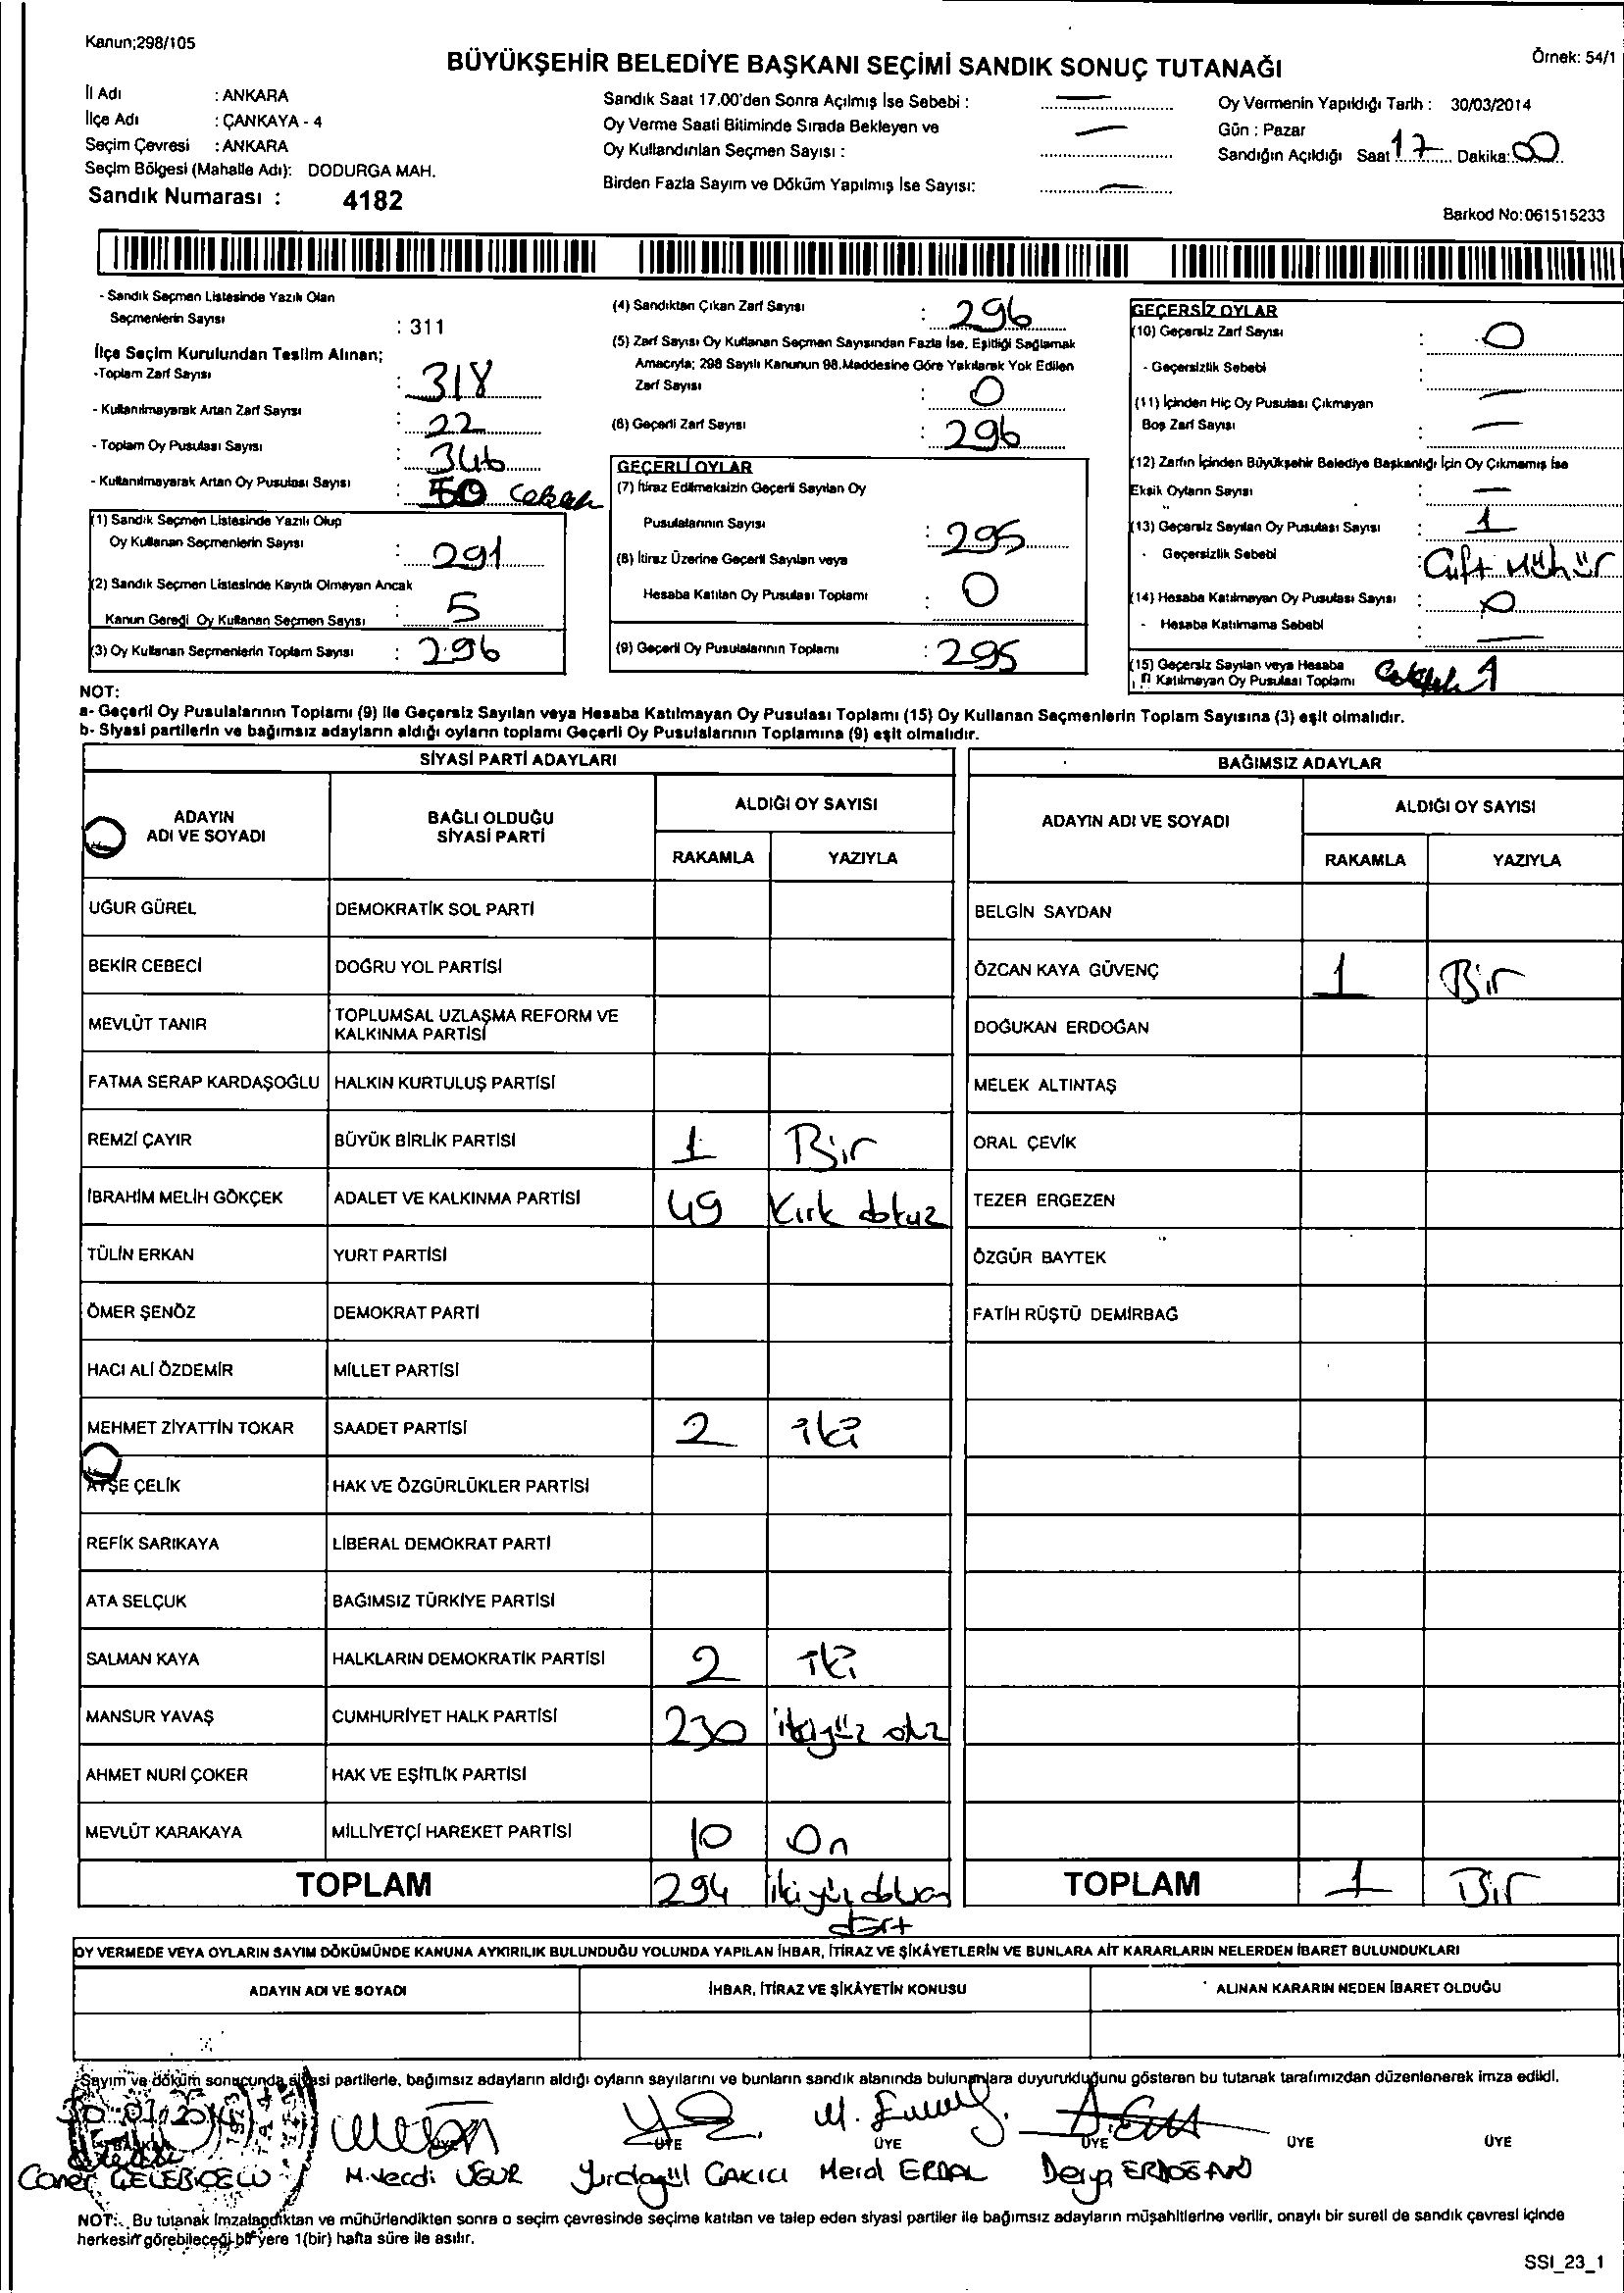 Kanun;298/105
BÜYÜKŞEHİR BELEDİYE BAŞKANI SEÇİMİ SANDIK SONUÇ TUTANAĞI
Örnek: 54/1
İl Adı : ANKARA
İlçe Adı : ÇANKAYA - 4
Seçim Çevresi : ANKARA
Seçim Bölgesi (Mahalle Adı): DODURGA MAH.
Sandık Numarası : 4182
Sandık Saat 17.00'den Sonra Açılmış İse Sebebi : —
Oy Verme Saati Bitiminde Sırada Bekleyen ve
Oy Kullandırılan Seçmen Sayısı : —
Birden Fazla Sayım ve Döküm Yapılmış İse Sayısı: —
Oy Vermenin Yapıldığı Tarih : 30/03/2014
Gün : Pazar
Sandığın Açıldığı Saat 17 Dakika: 00
Barkod No:061515233
- Sandık Seçmen Listesinde Yazılı Olan
Seçmenlerin Sayısı : 311
İlçe Seçim Kurulundan Teslim Alınan;
-Toplam Zarf Sayısı : 318
- Kullanılmayarak Artan Zarf Sayısı : 22
- Toplam Oy Pusulası Sayısı : 346
- Kullanılmayarak Artan Oy Pusulası Sayısı : 50
(1) Sandık Seçmen Listesinde Yazılı Olup
Oy Kullanan Seçmenlerin Sayısı : 291
(2) Sandık Seçmen Listesinde Kayıtlı Olmayan Ancak
Kanun Gereği Oy Kullanan Seçmen Sayısı : 5
(3) Oy Kullanan Seçmenlerin Toplam Sayısı : 296
(4) Sandıktan Çıkan Zarf Sayısı : 296
(5) Zarf Sayısı Oy Kullanan Seçmen Sayısından Fazla İse, Eşitliği Sağlamak
Amacıyla; 298 Sayılı Kanunun 98.Maddesine Göre Yakılarak Yok Edilen
Zarf Sayısı : 0
(6) Geçerli Zarf Sayısı : 296
GEÇERLİ OYLAR
(7) İtiraz Edilmeksizin Geçerli Sayılan Oy
Pusulalarının Sayısı : 295
(8) İtiraz Üzerine Geçerli Sayılan veya
Hesaba Katılan Oy Pusulası Toplamı : 0
(9) Geçerli Oy Pusulalarının Toplamı : 295
GEÇERSİZ OYLAR
(10) Geçersiz Zarf Sayısı : 0
- Geçersizlik Sebebi :
(11) İçinden Hiç Oy Pusulası Çıkmayan —
Boş Zarf Sayısı : —
(12) Zarfın İçinden Büyükşehir Belediye Başkanlığı İçin Oy Çıkmamış İse
Eksik Oyların Sayısı : —
(13) Geçersiz Sayılan Oy Pusulası Sayısı : 1
- Geçersizlik Sebebi : Çift Mühür
(14) Hesaba Katılmayan Oy Pusulası Sayısı : 0
- Hesaba Katılmama Sebebi : —
(15) Geçersiz Sayılan veya Hesaba
Katılmayan Oy Pusulası Toplamı 1
NOT:
a- Geçerli Oy Pusulalarının Toplamı (9) ile Geçersiz Sayılan veya Hesaba Katılmayan Oy Pusulası Toplamı (15) Oy Kullanan Seçmenlerin Toplam Sayısına (3) eşit olmalıdır.
b- Siyasi partilerin ve bağımsız adayların aldığı oyların toplamı Geçerli Oy Pusulalarının Toplamına (9) eşit olmalıdır.
SİYASİ PARTİ ADAYLARI
ADAYIN ADI VE SOYADI BAĞLI OLDUĞU SİYASİ PARTİ ALDIĞI OY SAYISI
RAKAMLA YAZIYLA
UĞUR GÜREL DEMOKRATİK SOL PARTİ
BEKİR CEBECİ DOĞRU YOL PARTİSİ
MEVLÜT TANIR TOPLUMSAL UZLAŞMA REFORM VE KALKINMA PARTİSİ
FATMA SERAP KARDAŞOĞLU HALKIN KURTULUŞ PARTİSİ
REMZİ ÇAYIR BÜYÜK BİRLİK PARTİSİ 1 Bir
İBRAHİM MELİH GÖKÇEK ADALET VE KALKINMA PARTİSİ 49 Kırk dokuz
TÜLİN ERKAN YURT PARTİSİ
ÖMER ŞENÖZ DEMOKRAT PARTİ
HACI ALİ ÖZDEMİR MİLLET PARTİSİ
MEHMET ZİYATTİN TOKAR SAADET PARTİSİ 2 iki
AYŞE ÇELİK HAK VE ÖZGÜRLÜKLER PARTİSİ
REFİK SARIKAYA LİBERAL DEMOKRAT PARTİ
ATA SELÇUK BAĞIMSIZ TÜRKİYE PARTİSİ
SALMAN KAYA HALKLARIN DEMOKRATİK PARTİSİ 2 İki
MANSUR YAVAŞ CUMHURİYET HALK PARTİSİ 230 ikiyüz otuz
AHMET NURİ ÇOKER HAK VE EŞİTLİK PARTİSİ
MEVLÜT KARAKAYA MİLLİYETÇİ HAREKET PARTİSİ 10 On
TOPLAM 294 ikiyüz doksan dört
BAĞIMSIZ ADAYLAR
ADAYIN ADI VE SOYADI ALDIĞI OY SAYISI
RAKAMLA YAZIYLA
BELGİN SAYDAN
ÖZCAN KAYA GÜVENÇ 1 Bir
DOĞUKAN ERDOĞAN
MELEK ALTINTAŞ
ORAL ÇEVİK
TEZER ERGEZEN
ÖZGÜR BAYTEK
FATİH RÜŞTÜ DEMİRBAĞ
TOPLAM 1 Bir
OY VERMEDE VEYA OYLARIN SAYIM DÖKÜMÜNDE KANUNA AYKIRILIK BULUNDUĞU YOLUNDA YAPILAN İHBAR, İTİRAZ VE ŞİKÂYETLERİN VE BUNLARA AİT KARARLARIN NELERDEN İBARET BULUNDUKLARI
ADAYIN ADI VE SOYADI İHBAR, İTİRAZ VE ŞİKÂYETİN KONUSU ALINAN KARARIN NEDEN İBARET OLDUĞU
Sayım ve döküm sonucunda siyasi partilerle, bağımsız adayların aldığı oyların sayılarını ve bunların sandık alanında bulunanlara duyurulduğunu gösteren bu tutanak tarafımızdan düzenlenerek imza edildi.
BAŞKAN ÜYE ÜYE ÜYE ÜYE ÜYE ÜYE
Caner ÇELEBİOĞLU M.Vecdi UĞUR Yurdagül ÇAKICI Meral ERDAL Derya ERDOĞAN
NOT:. Bu tutanak imzalandıktan ve mühürlendikten sonra o seçim çevresinde seçime katılan ve talep eden siyasi partiler ile bağımsız adayların müşahitlerine verilir, onaylı bir sureti de sandık çevresi içinde
herkesin görebileceği bir yere 1(bir) hafta süre ile asılır.
SSI_23_1